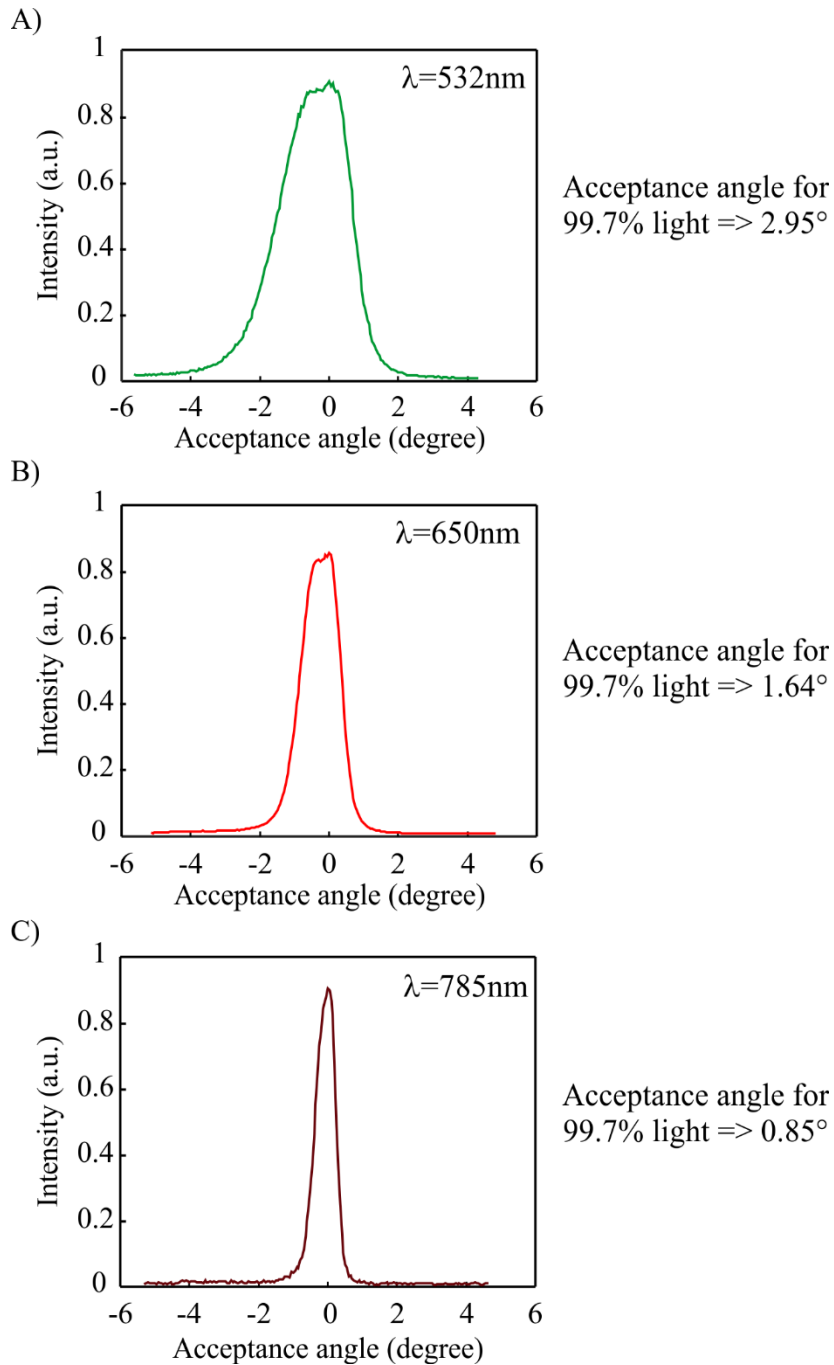 A)
1
0.8
0.6
0.4
0.2
0
Intensity (a.u.)
λ=532nm
-6 -4 -2 0 2 4 6
Acceptance angle (degree)
Acceptance angle for
99.7% light => 2.95°
B)
1
0.8
0.6
0.4
0.2
0
Intensity (a.u.)
λ=650nm
-6 -4 -2 0 2 4 6
Acceptance angle (degree)
Acceptance angle for
99.7% light => 1.64°
C)
1
0.8
0.6
0.4
0.2
0
Intensity (a.u.)
λ=785nm
-6 -4 -2 0 2 4 6
Acceptance angle (degree)
Acceptance angle for
99.7% light => 0.85°